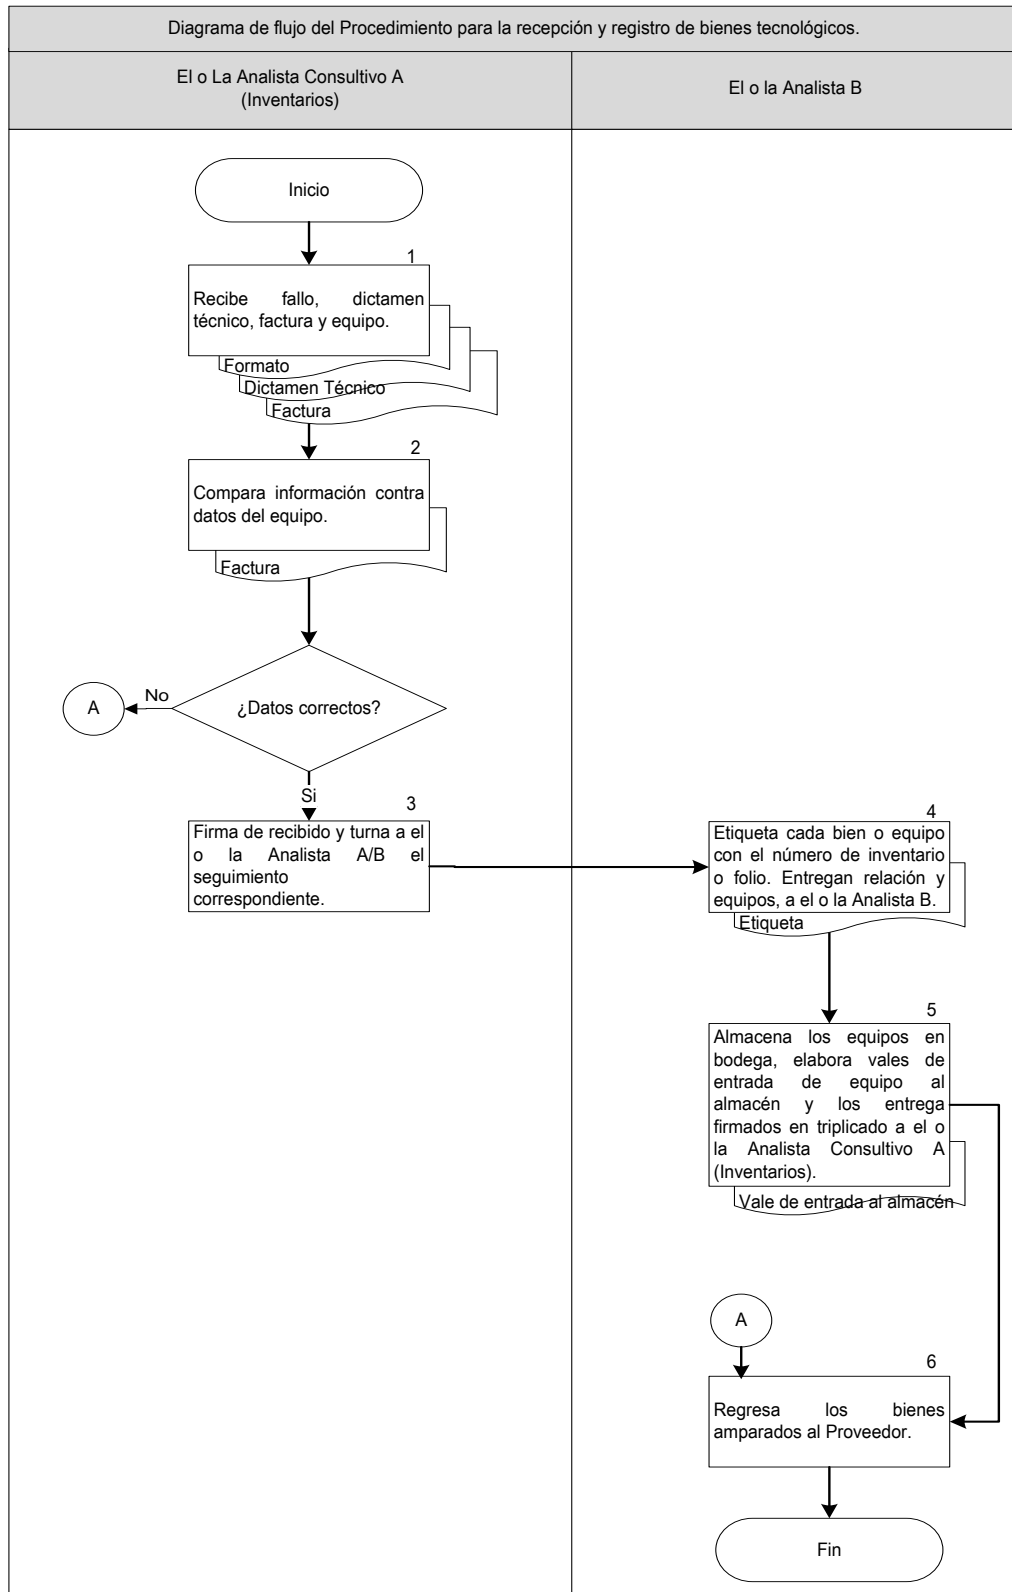 Diagrama de flujo del Procedimiento para la recepción y registro de bienes tecnológicos.
El o La Analista Consultivo A
(Inventarios)
El o la Analista B
Inicio
1
Recibe fallo, dictamen
técnico, factura y equipo.
Formato
Dictamen Técnico
Factura
2
Compara información contra
datos del equipo.
Factura
¿Datos correctos?
No
A
Si
3
Firma de recibido y turna a el
o la Analista A/B el
seguimiento
correspondiente.
4
Etiqueta cada bien o equipo
con el número de inventario
o folio. Entregan relación y
equipos, a el o la Analista B.
Etiqueta
5
Almacena los equipos en
bodega, elabora vales de
entrada de equipo al
almacén y los entrega
firmados en triplicado a el o
la Analista Consultivo A
(Inventarios).
Vale de entrada al almacén
A
6
Regresa los bienes
amparados al Proveedor.
Fin